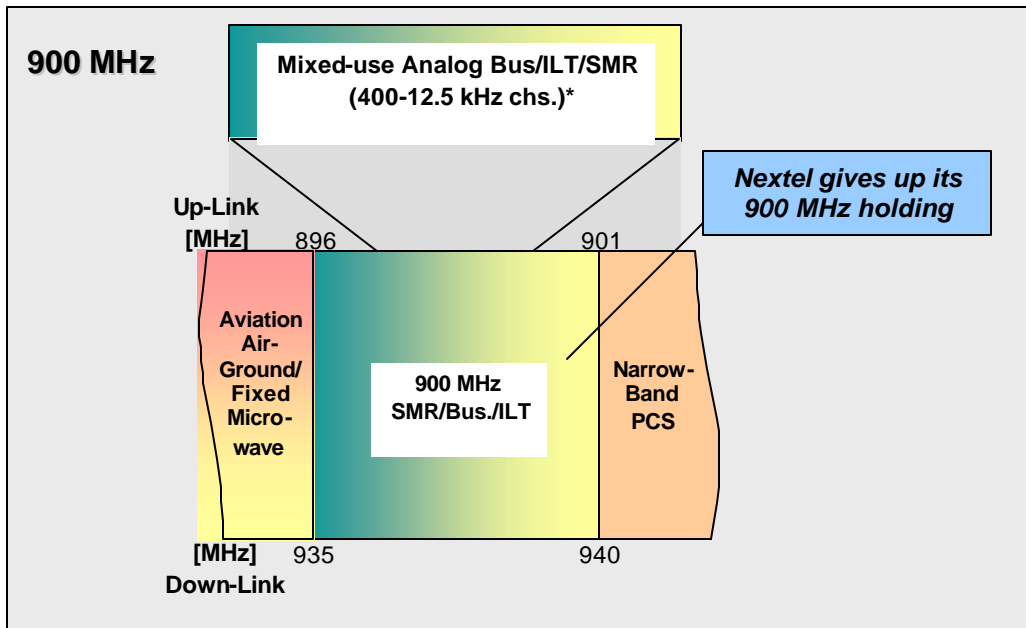 900 MHz
Mixed-use Analog Bus/ILT/SMR
(400-12.5 kHz chs.)*
Nextel gives up its
900 MHz holding
Up-Link
[MHz]
896
901
Aviation
Air-
Ground/
Fixed
Micro-
wave
900 MHz
SMR/Bus./ILT
Narrow-
Band
PCS
[MHz]
935
940
Down-Link